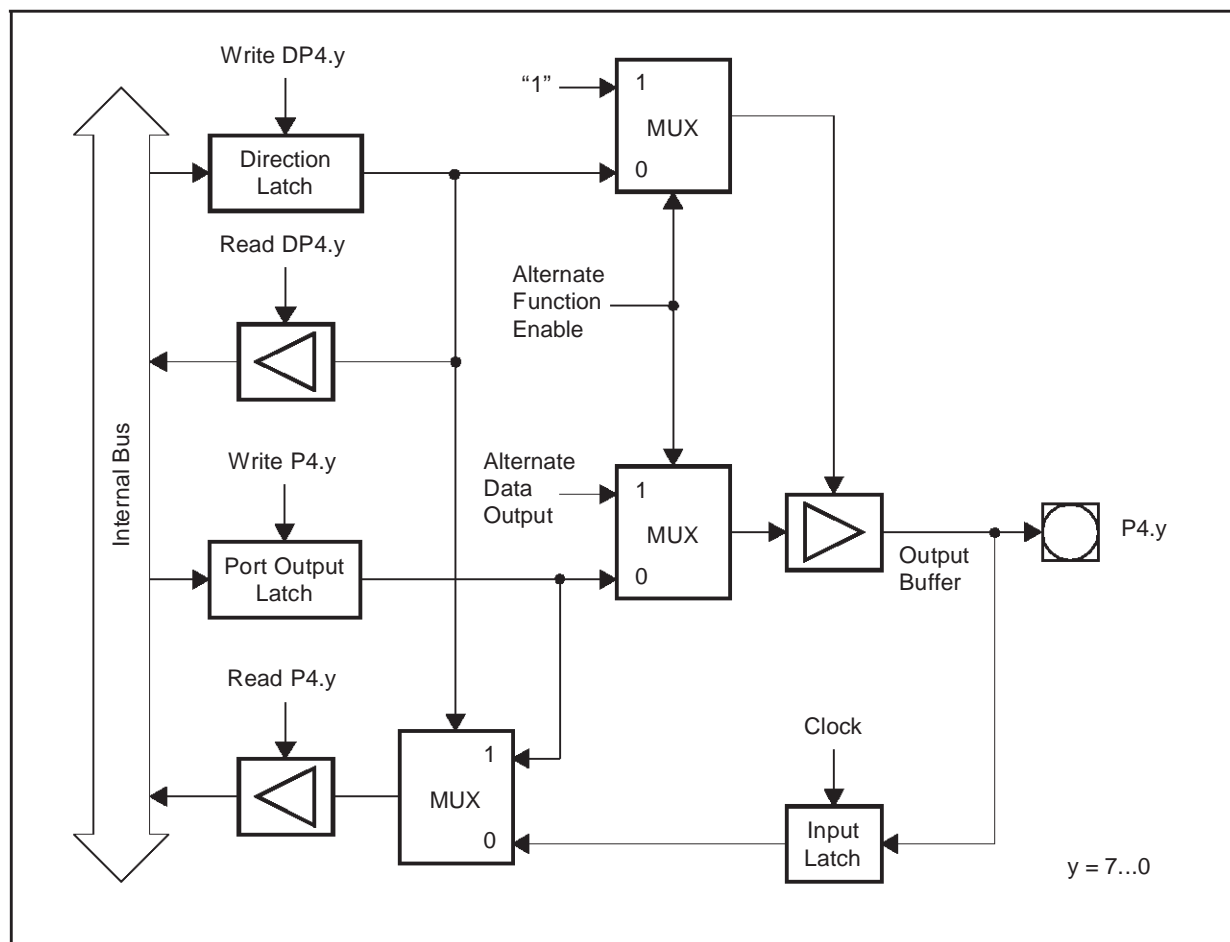 Write DP4.y
“1”
1
MUX
0
Direction
Latch
Read DP4.y
Alternate
Function
Enable
Internal Bus
Write P4.y
Alternate
Data
Output
1
MUX
0
P4.y
Output
Buffer
Port Output
Latch
Read P4.y
Clock
1
MUX
0
Input
Latch
y = 7...0